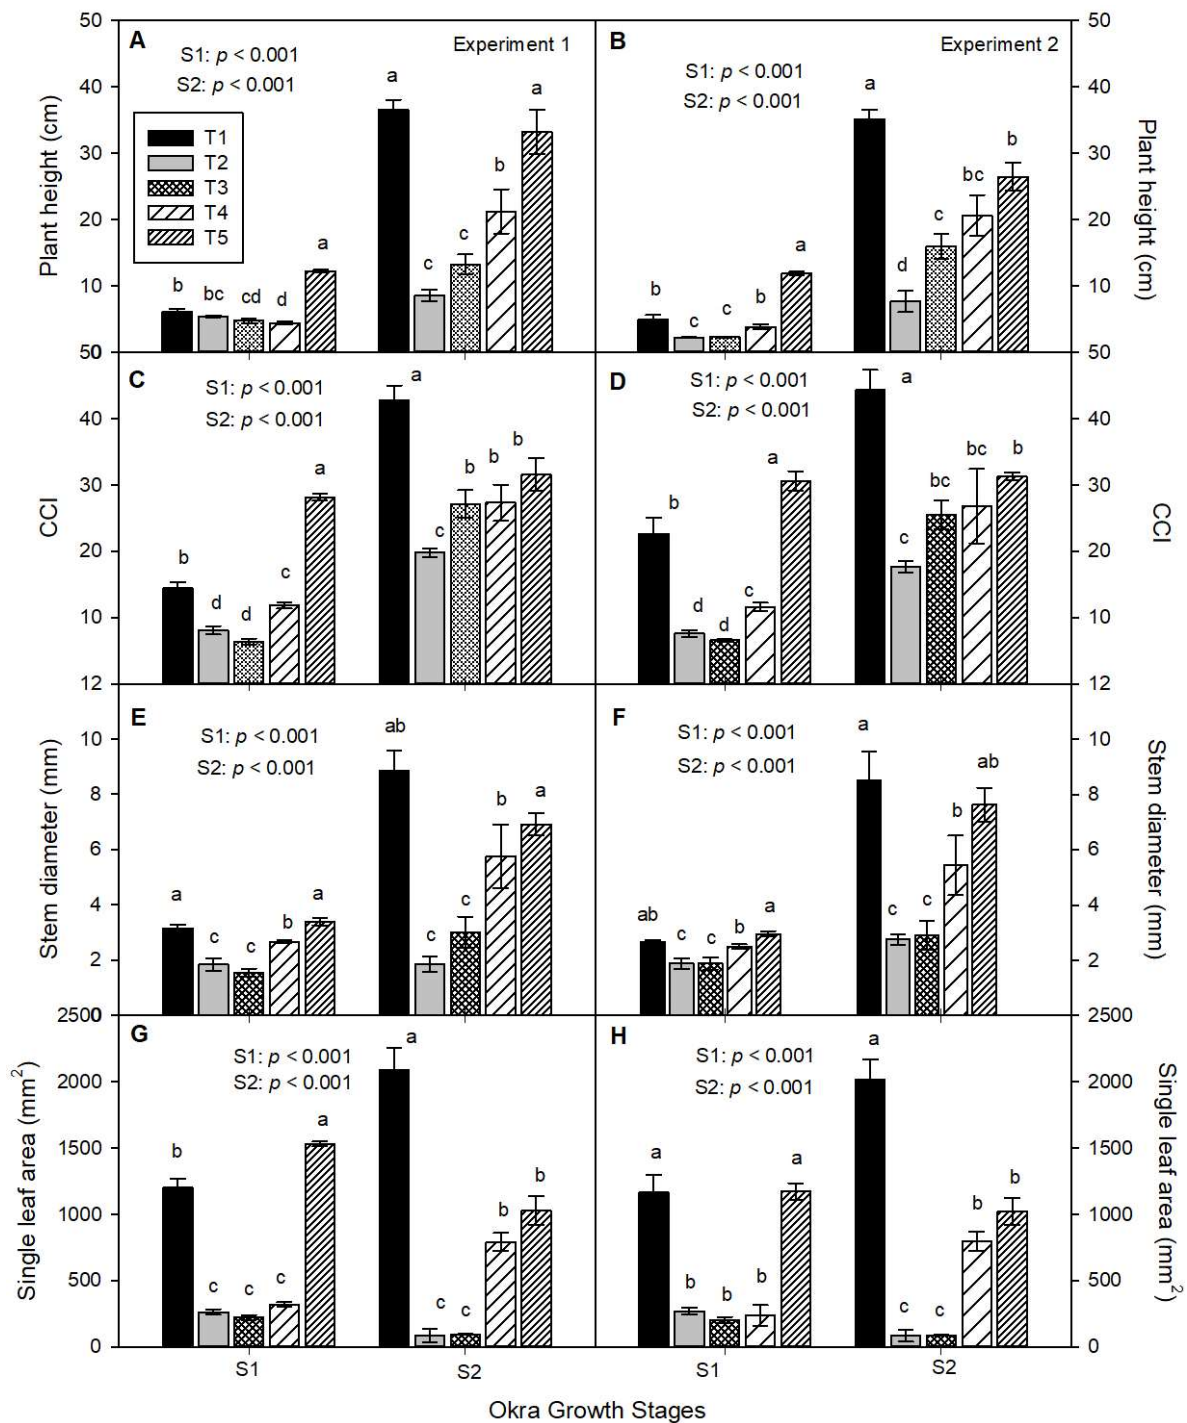 50
50
A
Experiment 1
B
Experiment 2
S1: p < 0.001
S2: p < 0.001
S1: p < 0.001
S2: p < 0.001
T1
T2
T3
T4
T5
Plant height (cm)
40
30
20
10
0
b
bc
cd
d
a
a
c
c
b
a
b
c
c
b
a
a
d
c
bc
b
40
30
20
10
Plant height (cm)
50
50
C
S1: p < 0.001
S2: p < 0.001
D
S1: p < 0.001
S2: p < 0.001
CCI
40
30
20
10
b
d
d
c
a
a
c
b
b
b
b
d
d
c
a
a
c
bc
bc
b
40
30
20
10
CCI
12
12
E
S1: p < 0.001
S2: p < 0.001
F
S1: p < 0.001
S2: p < 0.001
Stem diameter (mm)
10
8
6
4
2
0
a
c
c
b
a
ab
c
c
b
a
ab
c
c
b
a
a
c
c
b
ab
10
8
6
4
2
Stem diameter (mm)
2500
2500
G
S1: p < 0.001
S2: p < 0.001
H
S1: p < 0.001
S2: p < 0.001
Single leaf area (mm²)
2000
1500
1000
500
0
b
c
c
c
a
a
c
c
b
b
a
b
b
b
a
a
c
c
b
b
2000
1500
1000
500
0
Single leaf area (mm²)
S1
S2
S1
S2
Okra Growth Stages